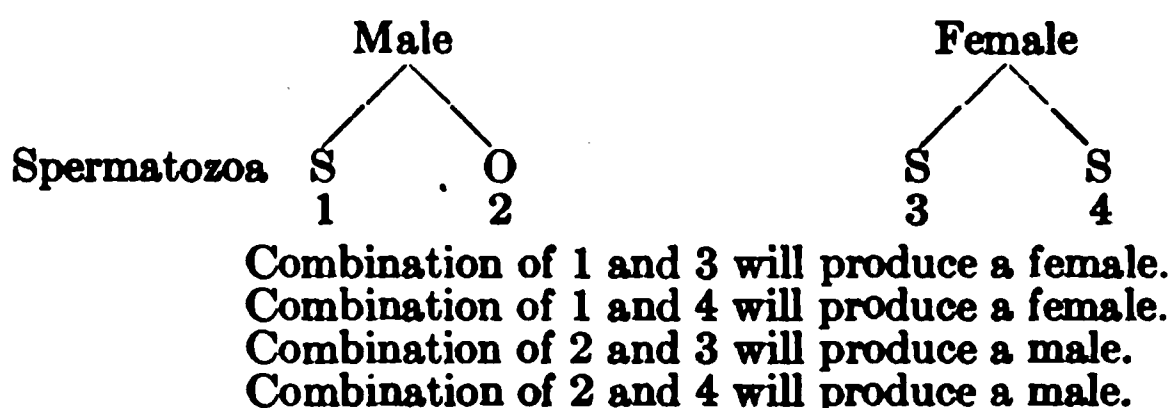 Male Female
Spermatozoa S O S S
1 2 3 4
Combination of 1 and 3 will produce a female.
Combination of 1 and 4 will produce a female.
Combination of 2 and 3 will produce a male.
Combination of 2 and 4 will produce a male.